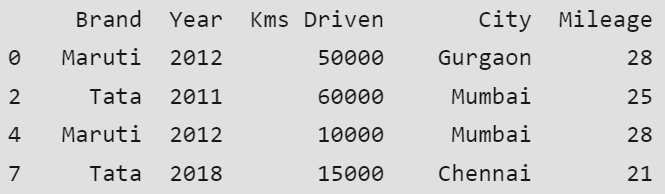 Brand Year Kms Driven City Mileage
0 Maruti 2012 50000 Gurgaon 28
2 Tata 2011 60000 Mumbai 25
4 Maruti 2012 10000 Mumbai 28
7 Tata 2018 15000 Chennai 21